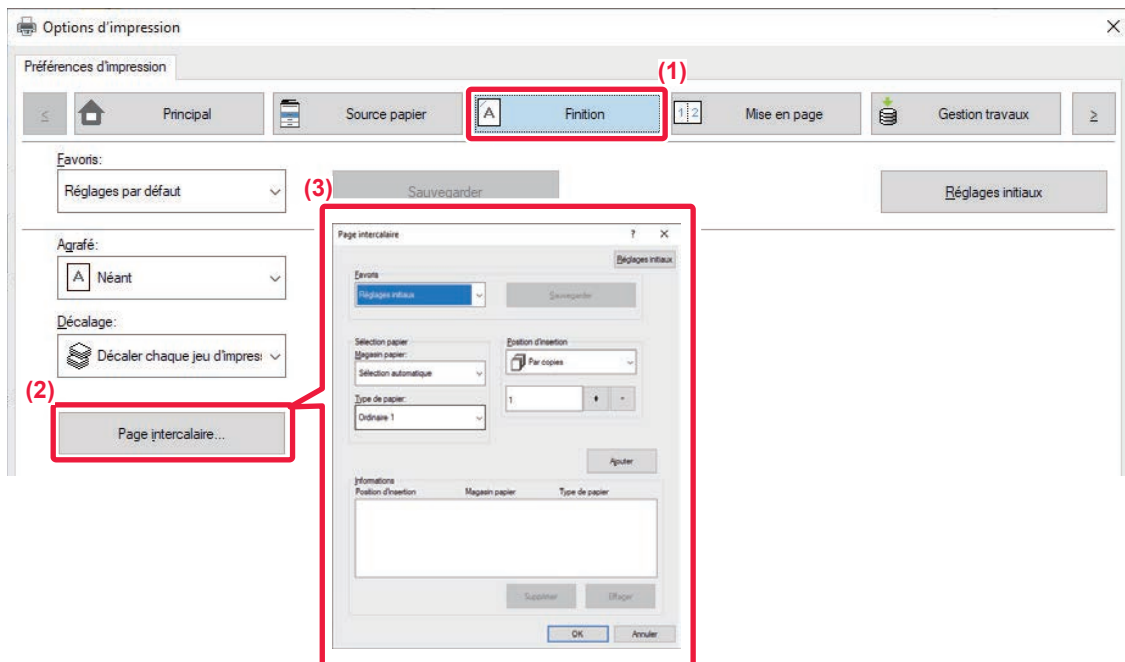 Options d'impression
Préférences d'impression
(1)
≤ Principal Source papier A Finition 1 2 Mise en page Gestion travaux ≥
Favoris:
Réglages par défaut
(3)
Sauvegarder
Réglages initiaux
Agrafé:
A Néant
Décalage:
Décaler chaque jeu d'impres
(2)
Page intercalaire...
Page intercalaire ? ×
Réglages initiaux
Favoris
Réglages initiaux
Sauvegarder
Sélection papier
Magasin papier:
Sélection automatique
Type de papier:
Ordinaire 1
Position d'insertion
Par copies
1 + -
Ajouter
Informations
Position d'insertion Magasin papier Type de papier
Supprimer Effacer
OK Annuler